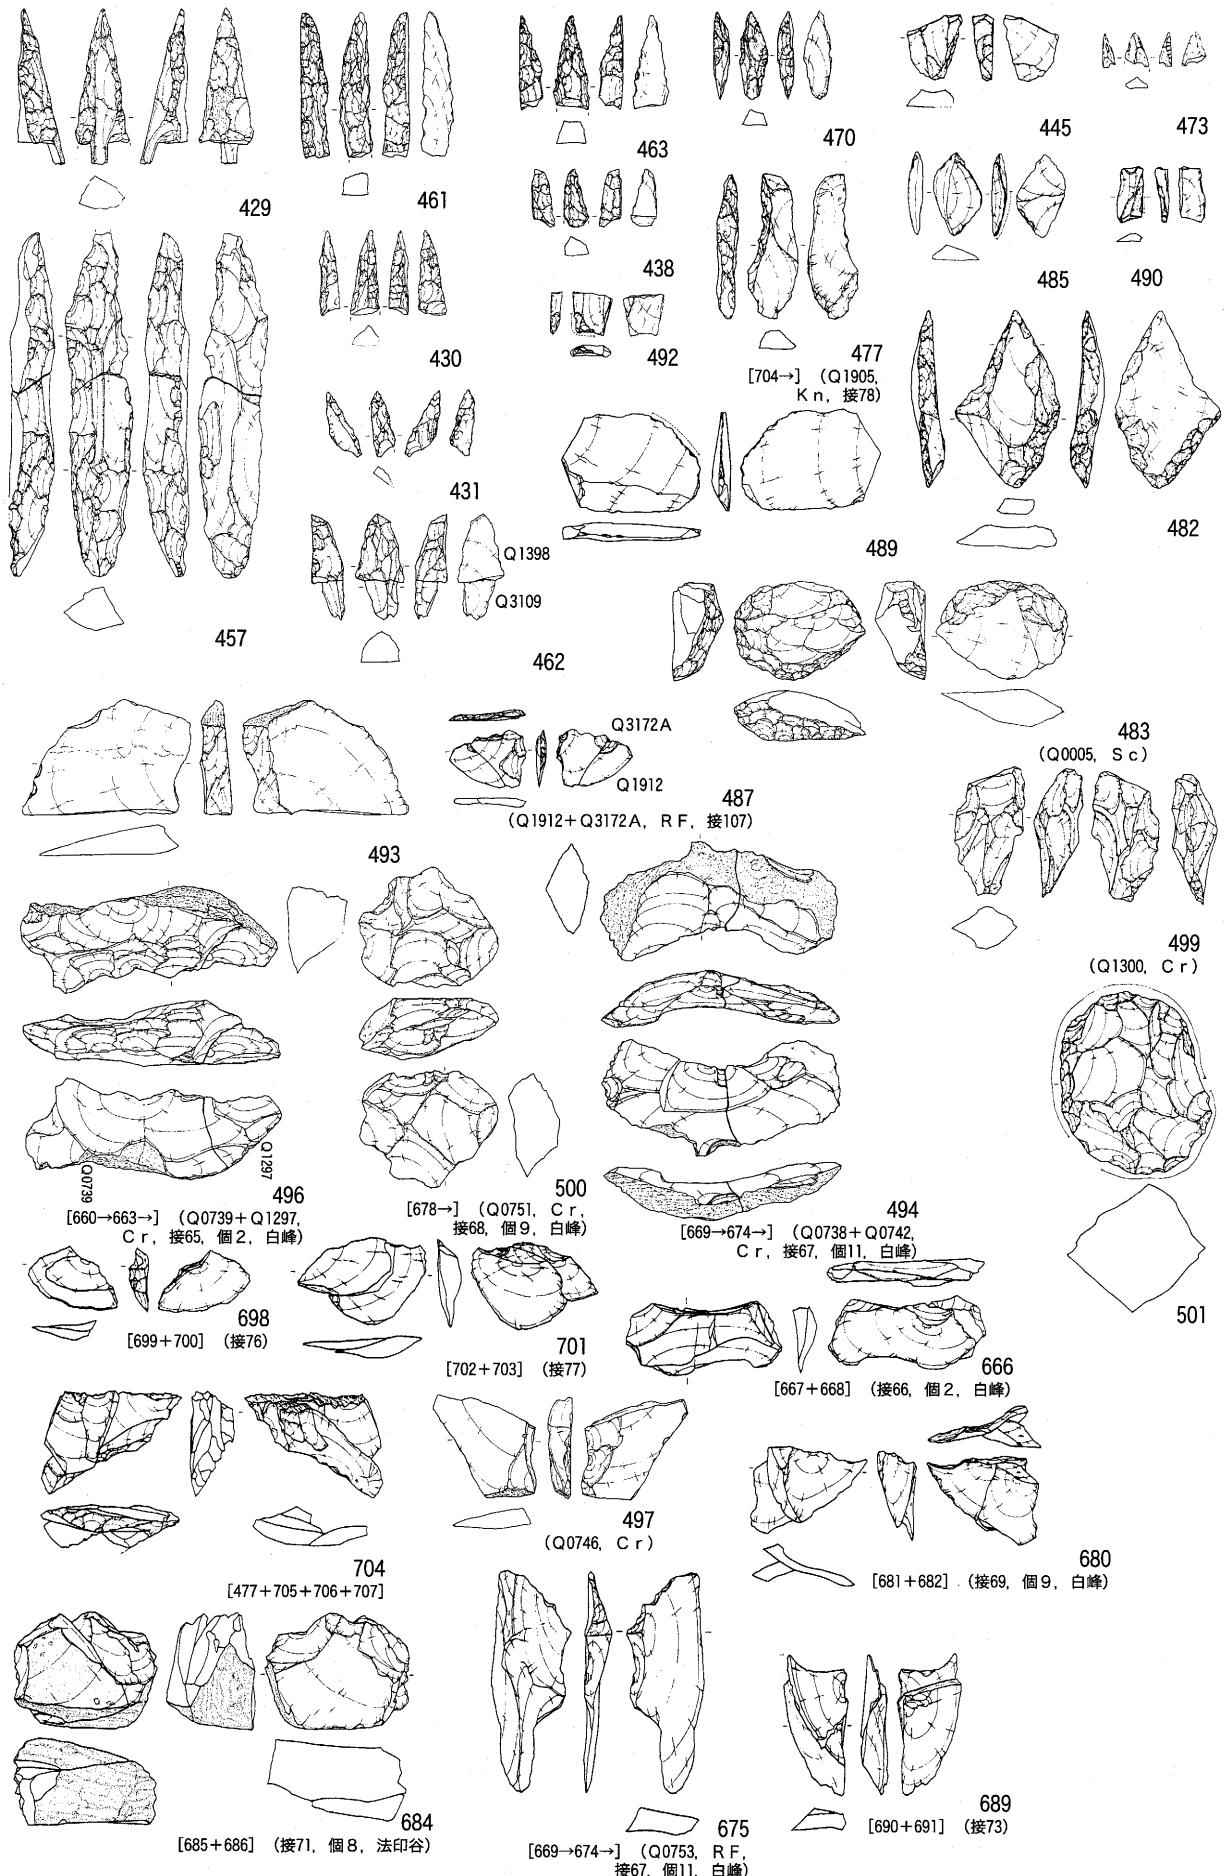 429
461
463
470
445
473
438
485
490
430
492
477
[704→] (Q1905,
Kn, 接78)
431
489
482
Q1398
Q3109
457
462
483
(Q0005, Sc)
Q3172A
Q1912
487
(Q1912+Q3172A, RF, 接107)
493
499
(Q1300, Cr)
Q0739
Q1297
496
[660→663→] (Q0739+Q1297,
Cr, 接65, 個2, 白峰)
500
[678→] (Q0751, Cr,
接68, 個9, 白峰)
494
[669→674→] (Q0738+Q0742,
Cr, 接67, 個11, 白峰)
501
698
[699+700] (接76)
701
[702+703] (接77)
666
[667+668] (接66, 個2, 白峰)
704
[477+705+706+707]
497
(Q0746, Cr)
680
[681+682] (接69, 個9, 白峰)
684
[685+686] (接71, 個8, 法印谷)
675
[669→674→] (Q0753, RF,
接67, 個11, 白峰)
689
[690+691] (接73)